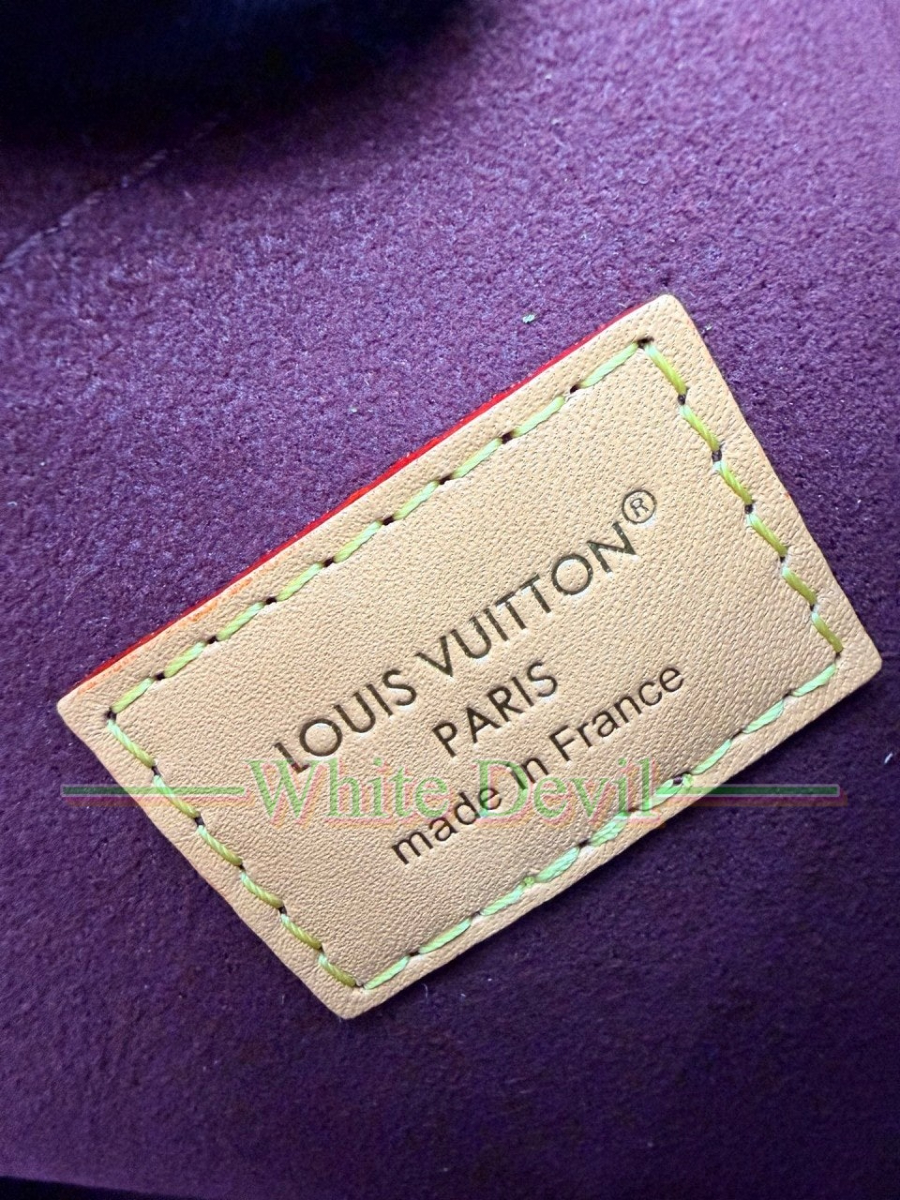 LOUIS VUITTON®
PARIS
made in France
White Devil